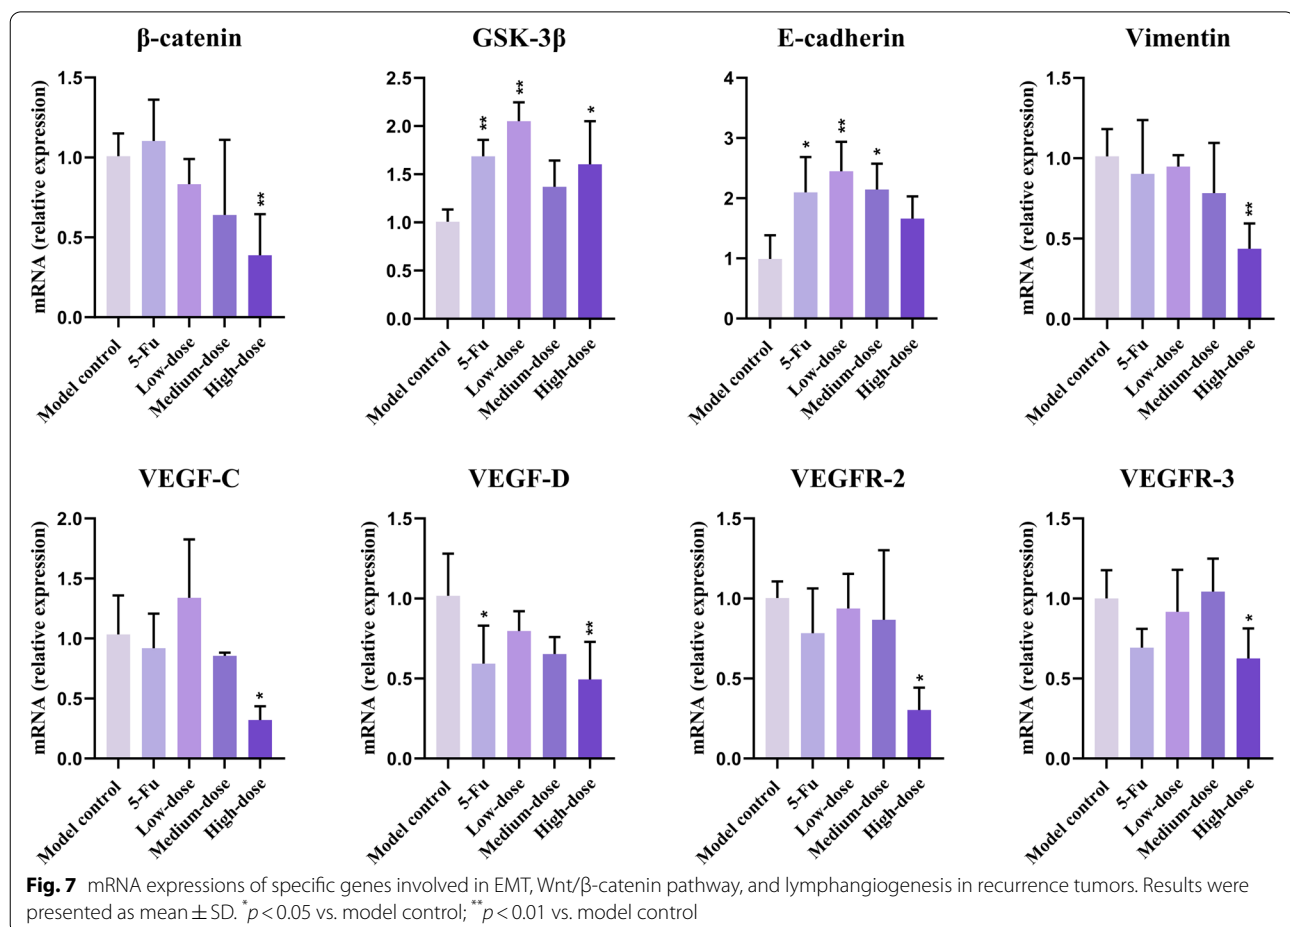 β-catenin
mRNA (relative expression)
1.5
1.0
0.5
0.0
**
Model control
5-Fu
Low-dose
Medium-dose
High-dose
GSK-3β
2.5
2.0
1.5
1.0
0.5
0.0
**
**
*
Model control
5-Fu
Low-dose
Medium-dose
High-dose
E-cadherin
4
3
2
1
0
*
**
*
Model control
5-Fu
Low-dose
Medium-dose
High-dose
Vimentin
mRNA (relative expression)
1.5
1.0
0.5
0.0
**
Model control
5-Fu
Low-dose
Medium-dose
High-dose
VEGF-C
mRNA (relative expression)
2.0
1.5
1.0
0.5
0.0
*
Model control
5-Fu
Low-dose
Medium-dose
High-dose
VEGF-D
mRNA (relative expression)
1.5
1.0
0.5
0.0
*
**
Model control
5-Fu
Low-dose
Medium-dose
High-dose
VEGFR-2
mRNA (relative expression)
1.5
1.0
0.5
0.0
*
Model control
5-Fu
Low-dose
Medium-dose
High-dose
VEGFR-3
mRNA (relative expression)
1.5
1.0
0.5
0.0
*
Model control
5-Fu
Low-dose
Medium-dose
High-dose
Fig. 7 mRNA expressions of specific genes involved in EMT, Wnt/β-catenin pathway, and lymphangiogenesis in recurrence tumors. Results were
presented as mean ± SD. *p < 0.05 vs. model control; **p < 0.01 vs. model control